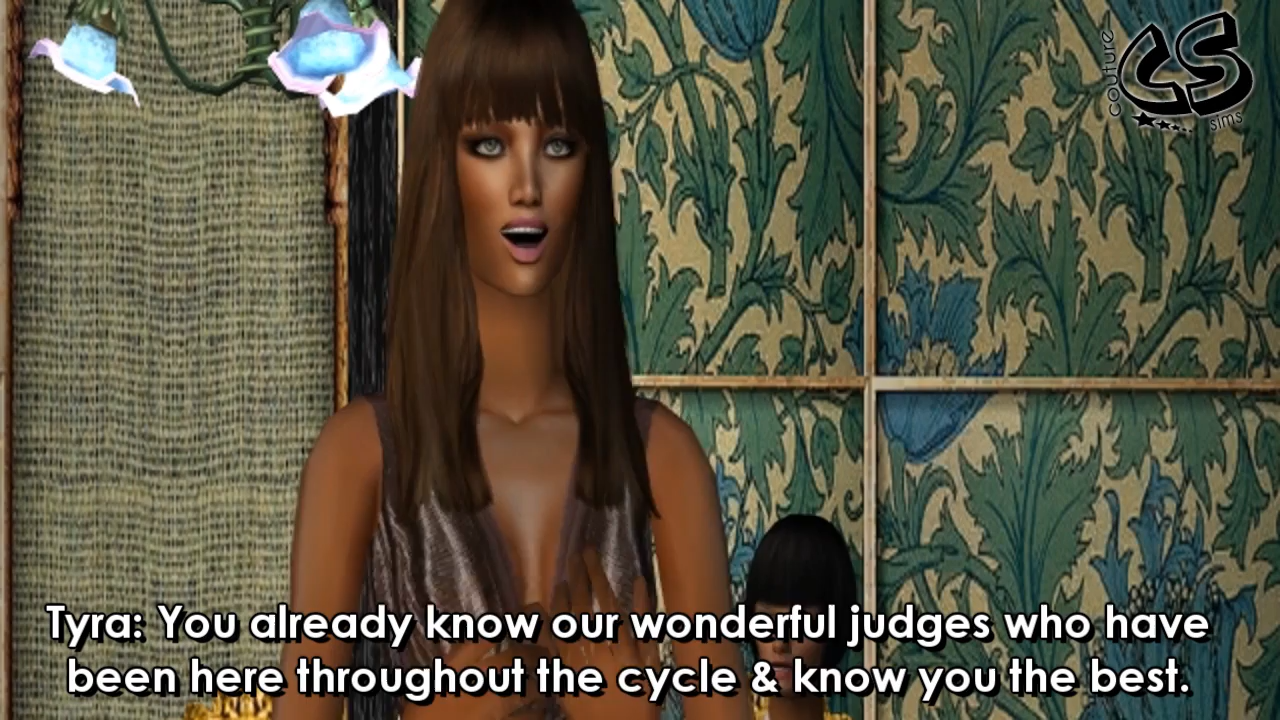 couture
CS
sims
Tyra: You already know our wonderful judges who have
been here throughout the cycle & know you the best.